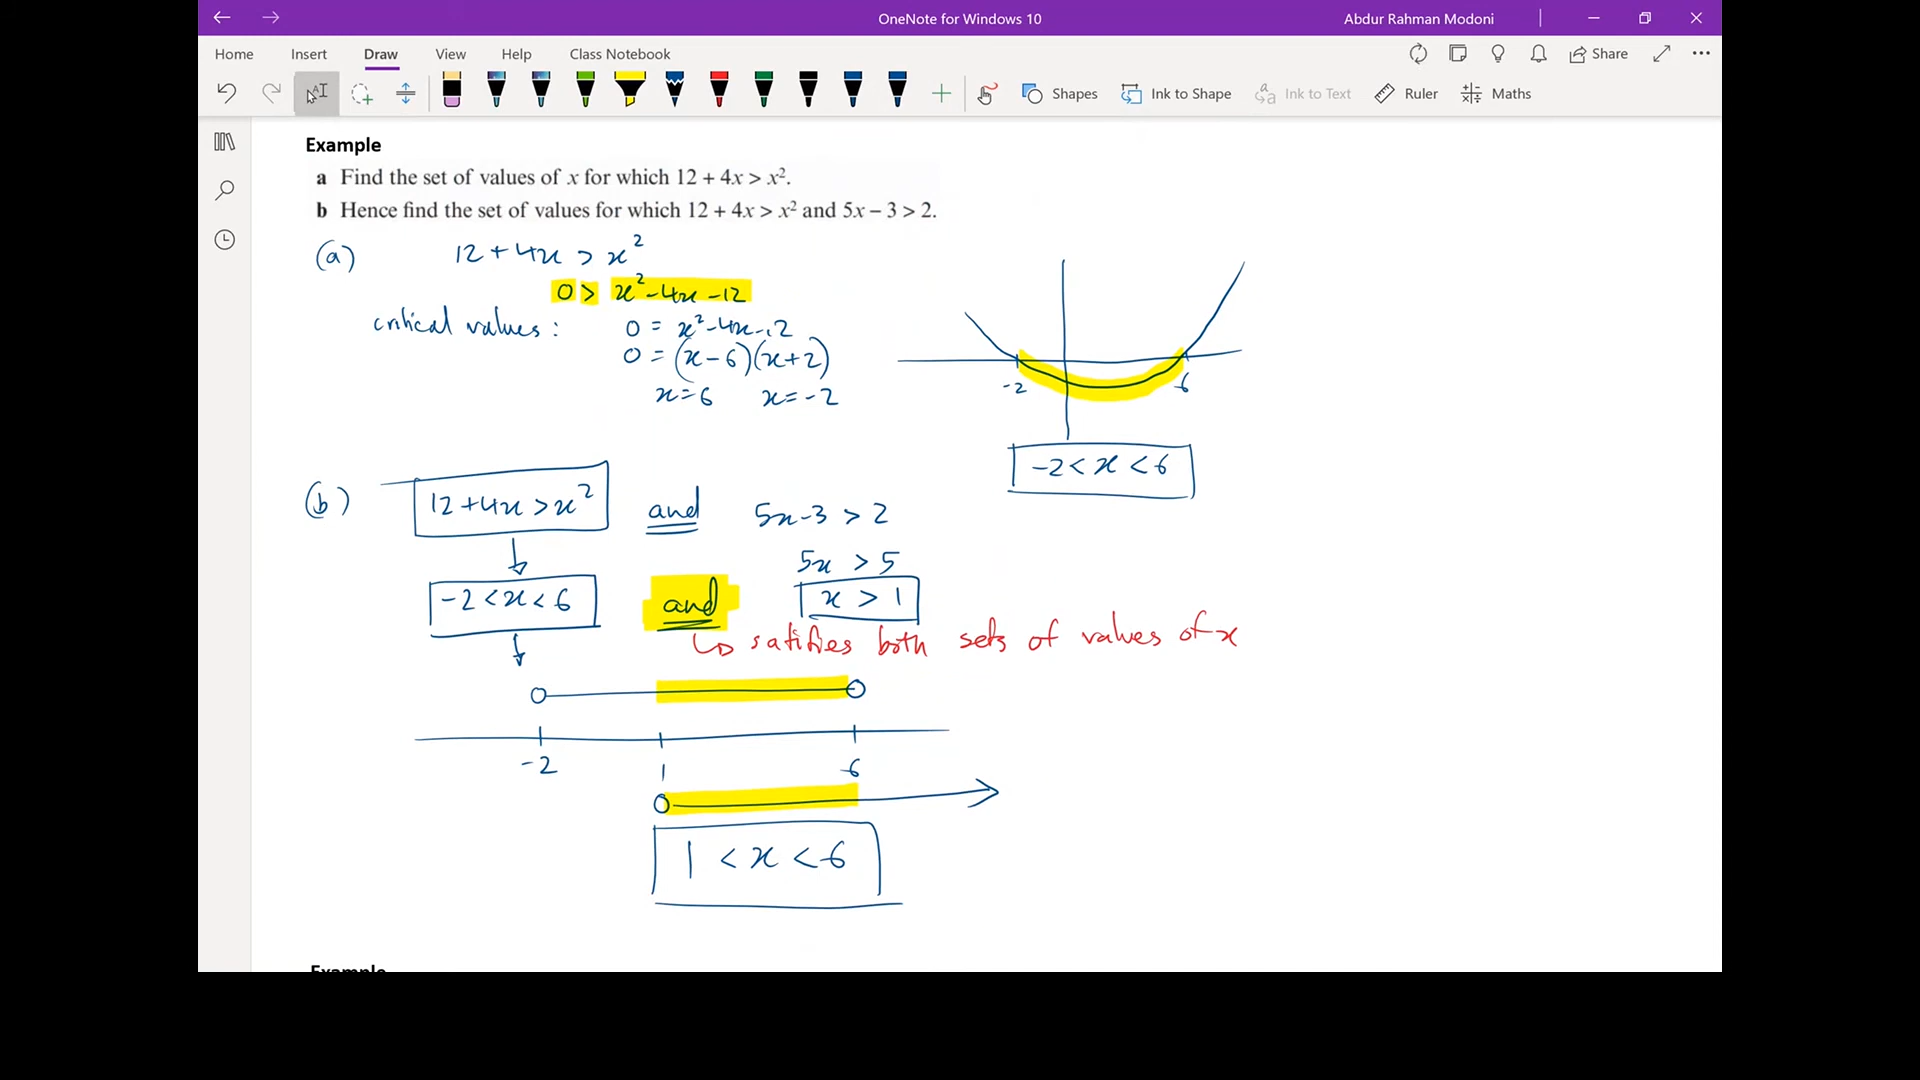 OneNote for Windows 10
Abdur Rahman Modoni
Home Insert Draw View Help Class Notebook
Share
Shapes Ink to Shape Ink to Text Ruler Maths
Example
a Find the set of values of x for which 12 + 4x > x².
b Hence find the set of values for which 12 + 4x > x² and 5x – 3 > 2.
(a) 12 + 4x > x²
0 > x² - 4x - 12
critical values : 0 = x² - 4x - 12
0 = (x - 6)(x + 2)
x = 6 x = -2
-2 6
-2 < x < 6
(b) 12 + 4x > x² and 5x - 3 > 2
5x > 5
-2 < x < 6 and x > 1
↳ satifies both sets of values of x
-2 1 6
1 < x < 6
Example